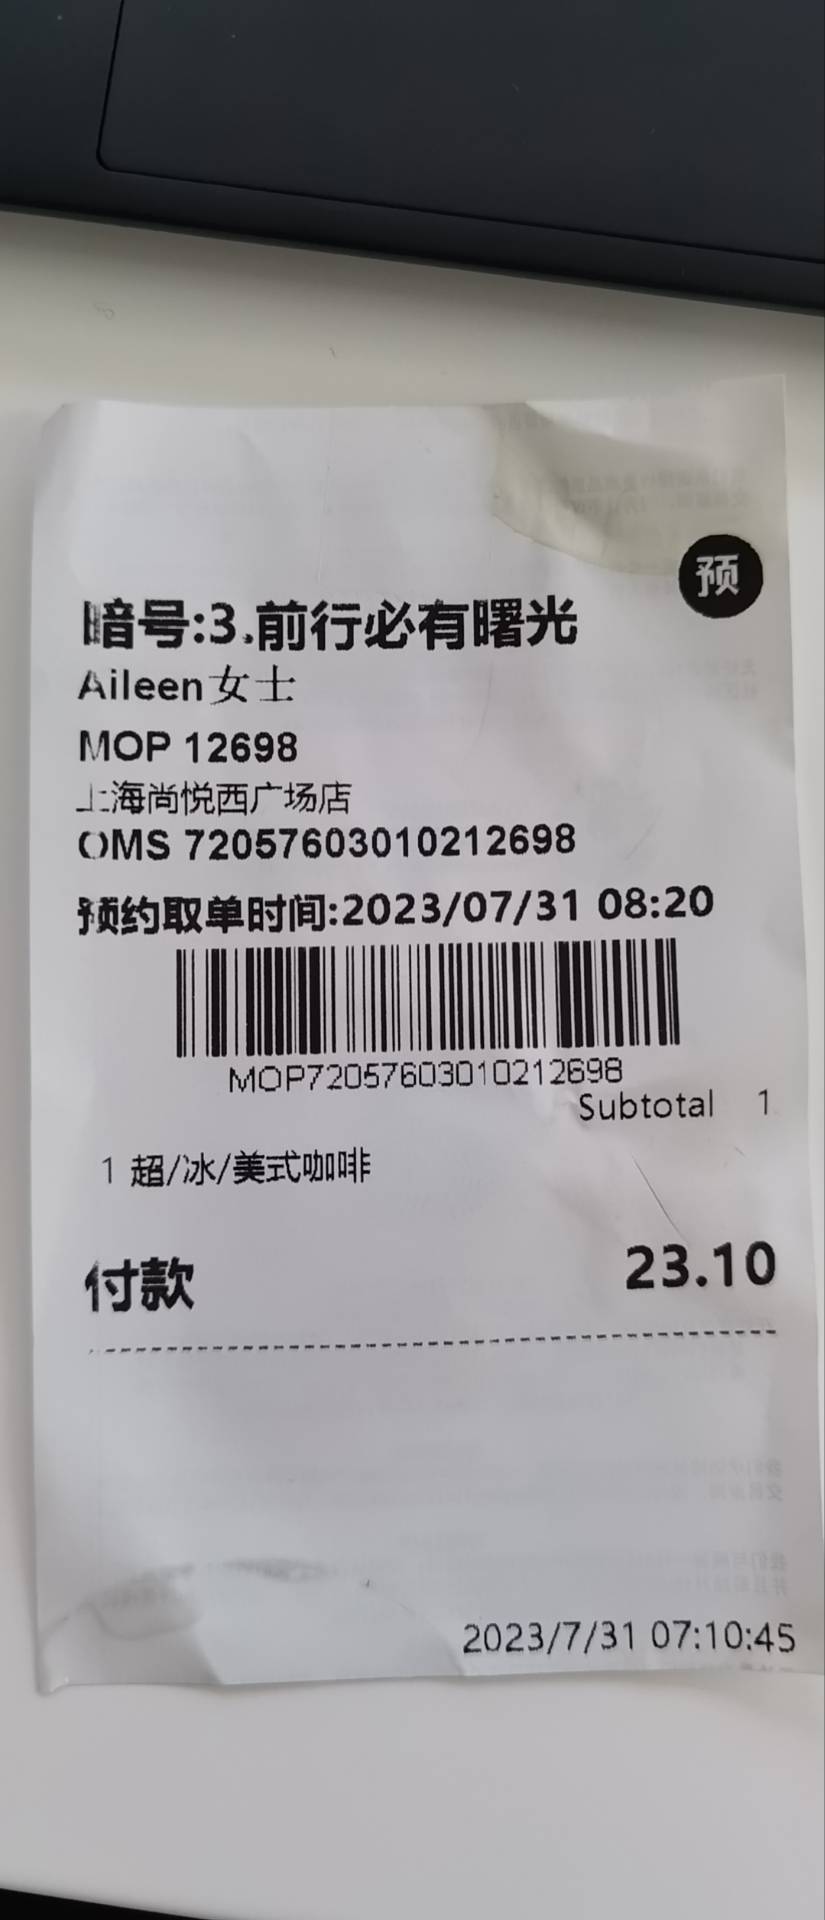 预
暗号:3.前行必有曙光
Aileen女士
MOP 12698
上海尚悦西广场店
OMS 72057603010212698
预约取单时间:2023/07/31 08:20
MOP72057603010212698
Subtotal 1
1 超/冰/美式咖啡
付款 23.10
2023/7/31 07:10:45